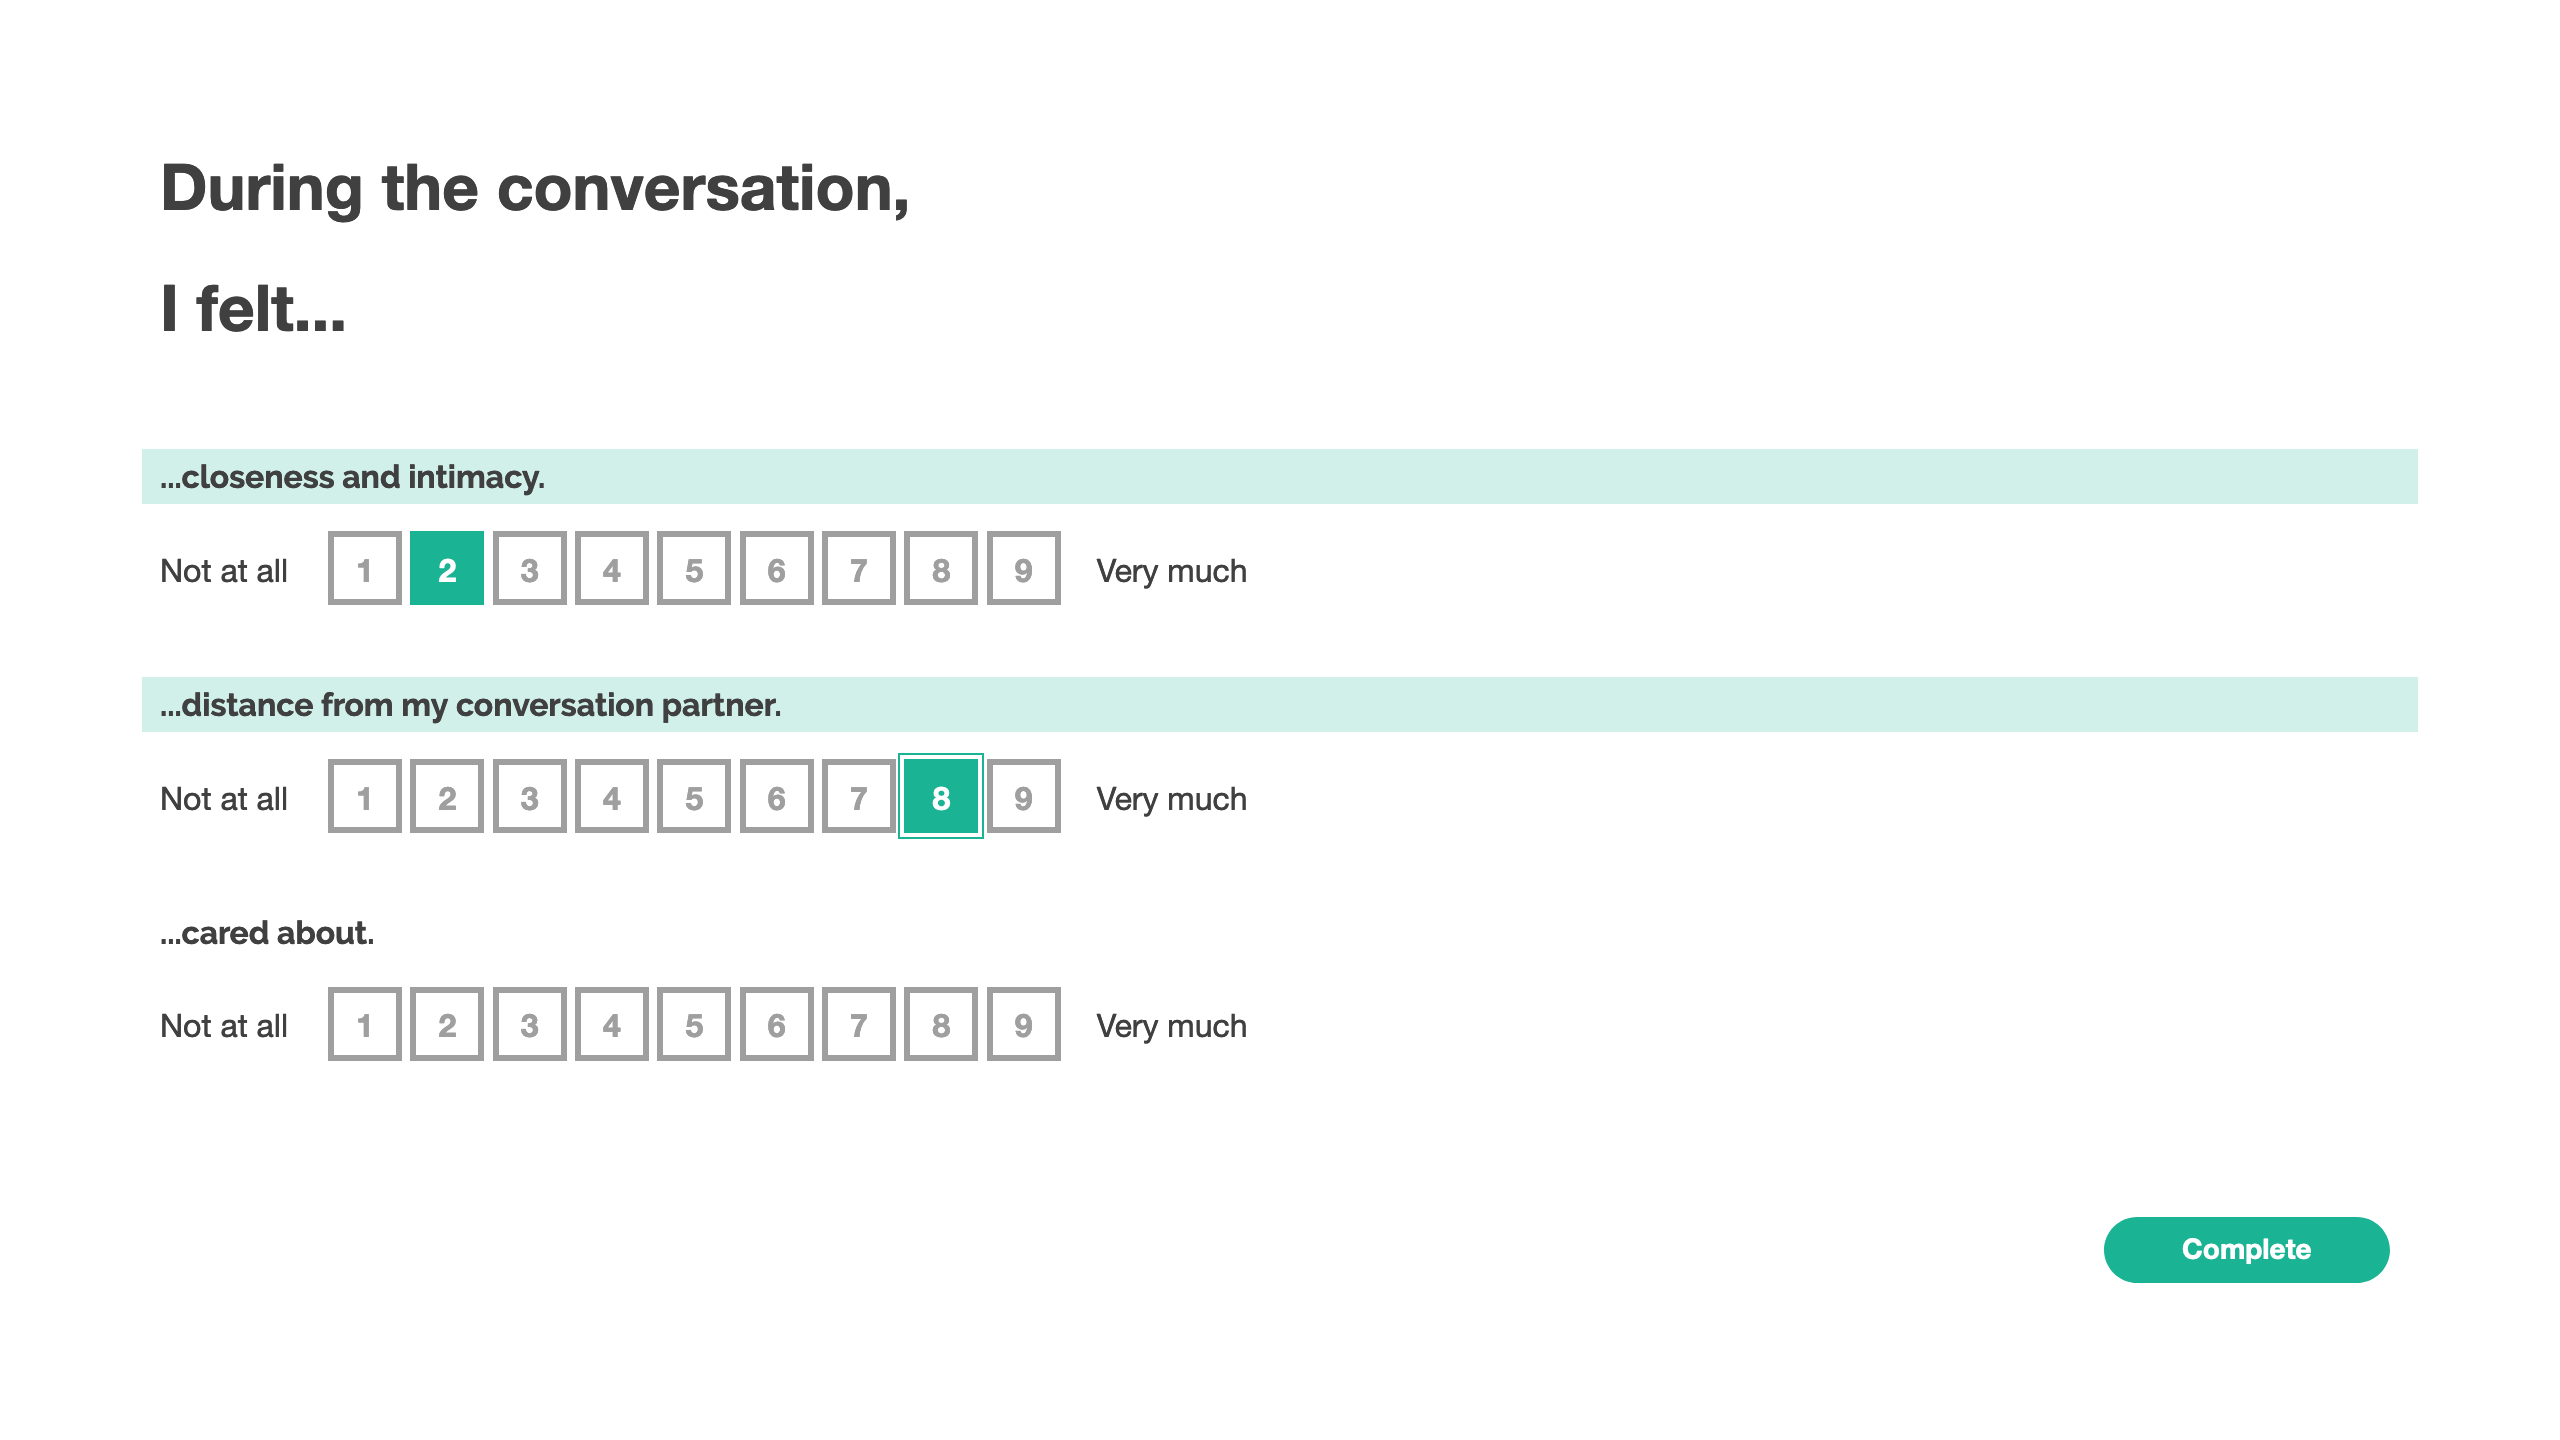 During the conversation,
I felt...
...closeness and intimacy.
Not at all 1 2 3 4 5 6 7 8 9 Very much
...distance from my conversation partner.
Not at all 1 2 3 4 5 6 7 8 9 Very much
...cared about.
Not at all 1 2 3 4 5 6 7 8 9 Very much
Complete